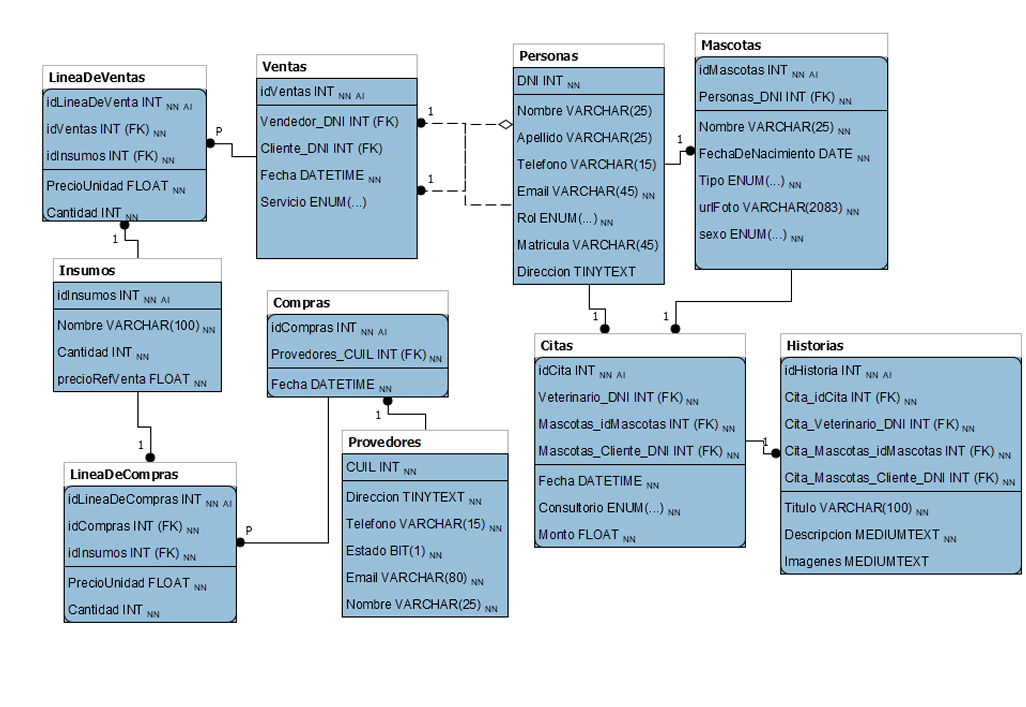 LineaDeVentas
idLineaDeVenta INT NN AI
idVentas INT (FK) NN
idInsumos INT (FK) NN
PrecioUnidad FLOAT NN
Cantidad INT NN
P
1
Ventas
idVentas INT NN AI
Vendedor_DNI INT (FK)
Cliente_DNI INT (FK)
Fecha DATETIME NN
Servicio ENUM(...)
1
1
Personas
DNI INT NN
Nombre VARCHAR(25)
Apellido VARCHAR(25)
Telefono VARCHAR(15)
Email VARCHAR(45) NN
Rol ENUM(...) NN
Matricula VARCHAR(45)
Direccion TINYTEXT
1
Mascotas
idMascotas INT NN AI
Personas_DNI INT (FK) NN
Nombre VARCHAR(25) NN
FechaDeNacimiento DATE NN
Tipo ENUM(...) NN
urlFoto VARCHAR(2083) NN
sexo ENUM(...) NN
1
1
Insumos
idInsumos INT NN AI
Nombre VARCHAR(100) NN
Cantidad INT NN
precioRefVenta FLOAT NN
1
Compras
idCompras INT NN AI
Provedores_CUIL INT (FK) NN
Fecha DATETIME NN
1
Citas
idCita INT NN AI
Veterinario_DNI INT (FK) NN
Mascotas_idMascotas INT (FK) NN
Mascotas_Cliente_DNI INT (FK) NN
Fecha DATETIME NN
Consultorio ENUM(...) NN
Monto FLOAT NN
1
Historias
idHistoria INT NN AI
Cita_idCita INT (FK) NN
Cita_Veterinario_DNI INT (FK) NN
Cita_Mascotas_idMascotas INT (FK) NN
Cita_Mascotas_Cliente_DNI INT (FK) NN
Titulo VARCHAR(100) NN
Descripcion MEDIUMTEXT NN
Imagenes MEDIUMTEXT
LineaDeCompras
idLineaDeCompras INT NN AI
idCompras INT (FK) NN
idInsumos INT (FK) NN
PrecioUnidad FLOAT NN
Cantidad INT NN
P
Provedores
CUIL INT NN
Direccion TINYTEXT NN
Telefono VARCHAR(15) NN
Estado BIT(1) NN
Email VARCHAR(80) NN
Nombre VARCHAR(25) NN